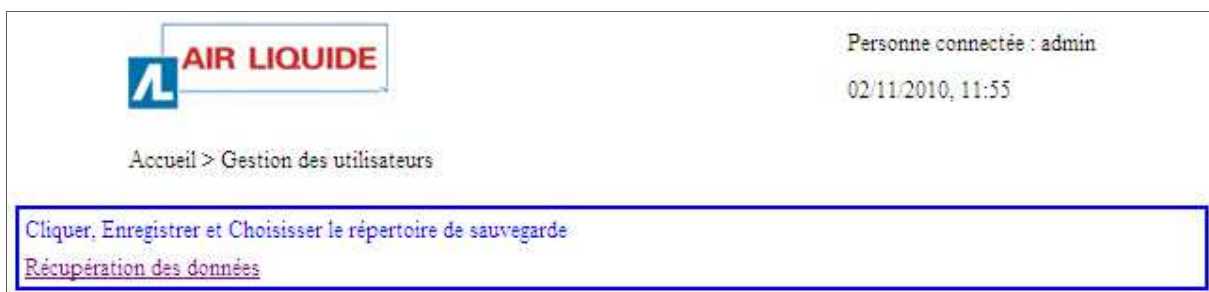 AIR LIQUIDE
Personne connectée : admin
02/11/2010, 11:55
Accueil > Gestion des utilisateurs
Cliquer, Enregistrer et Choisisser le répertoire de sauvegarde
Récupération des données